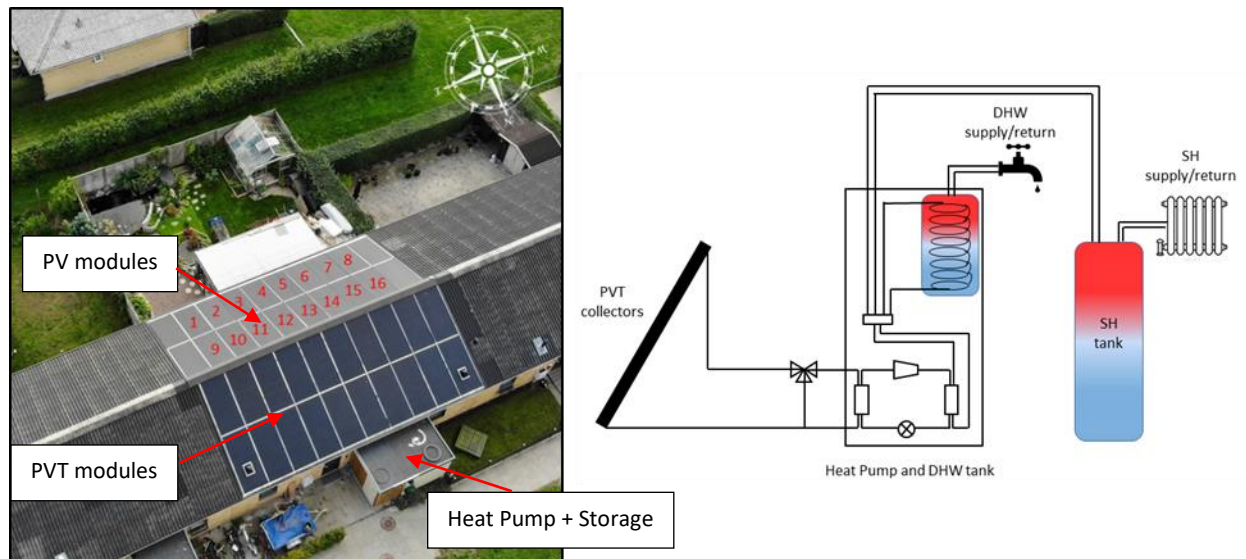 PV modules
1 2 3 4 5 6 7 8
9 10 11 12 13 14 15 16
PVT modules
Heat Pump + Storage
DHW
supply/return
SH
supply/return
PVT
collectors
SH
tank
Heat Pump and DHW tank